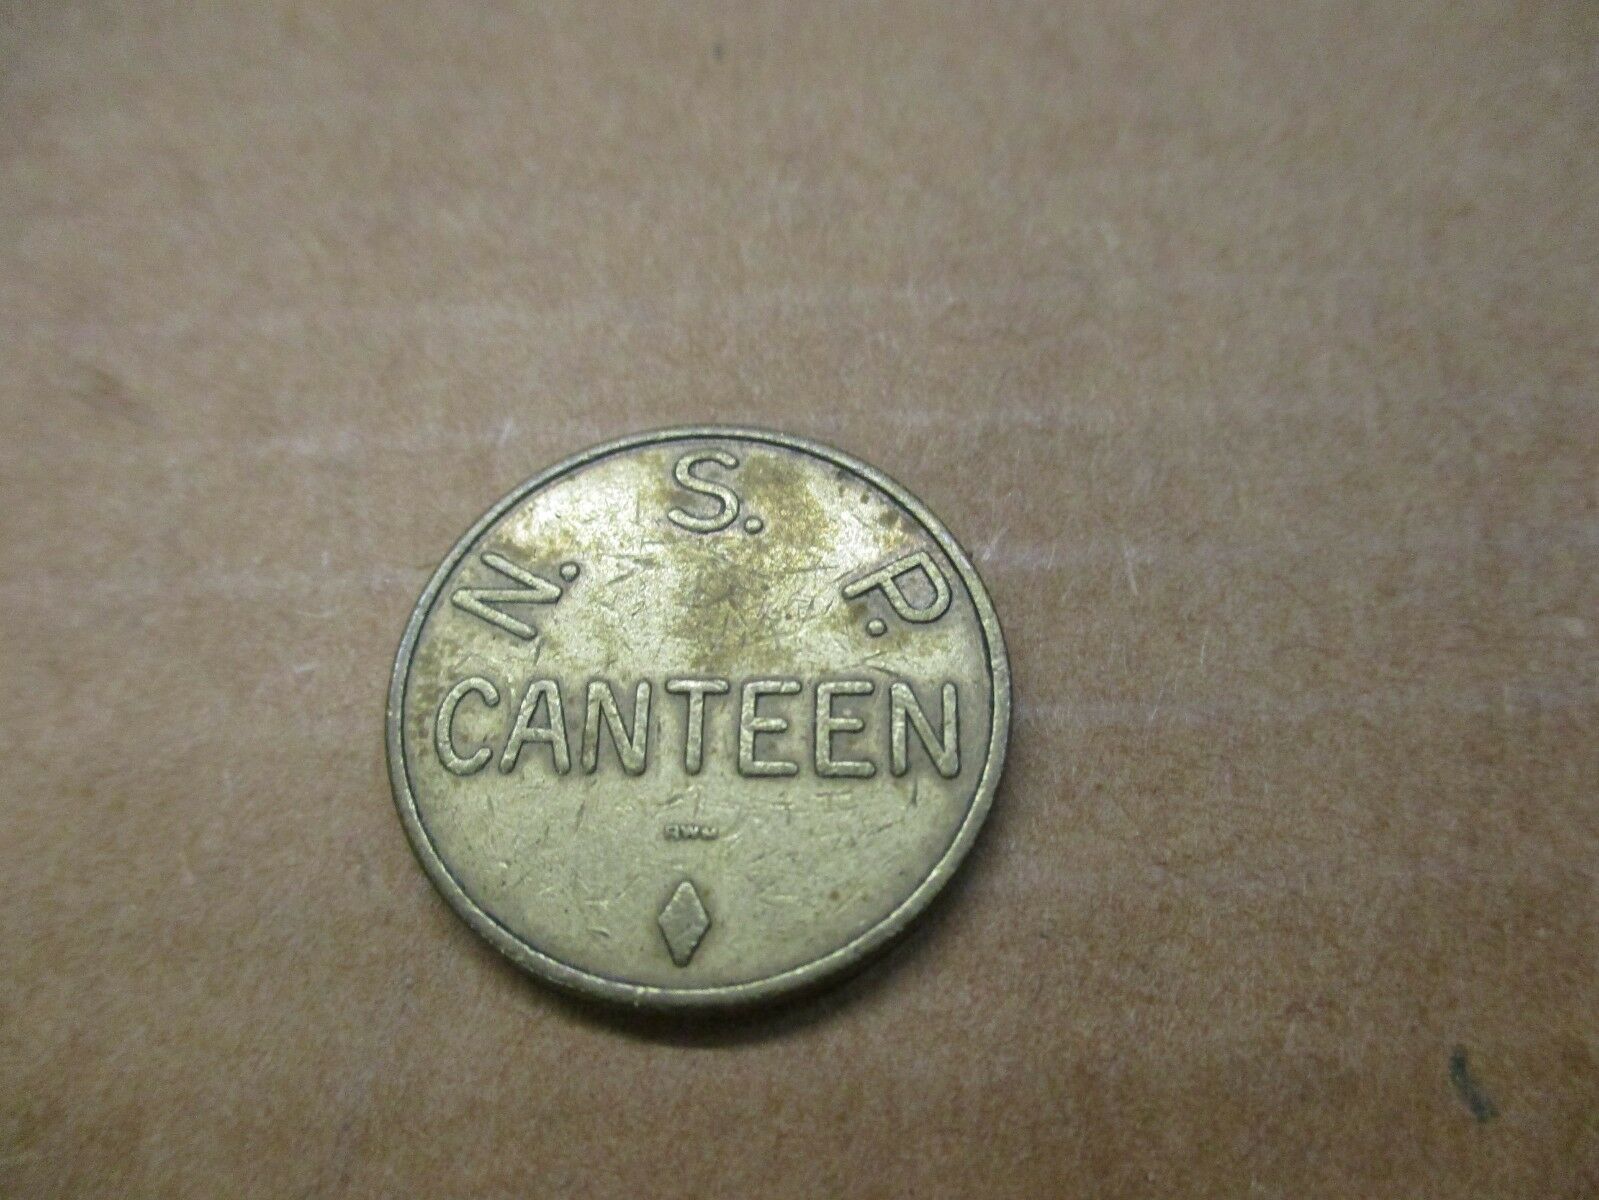 N. S. P.
CANTEEN